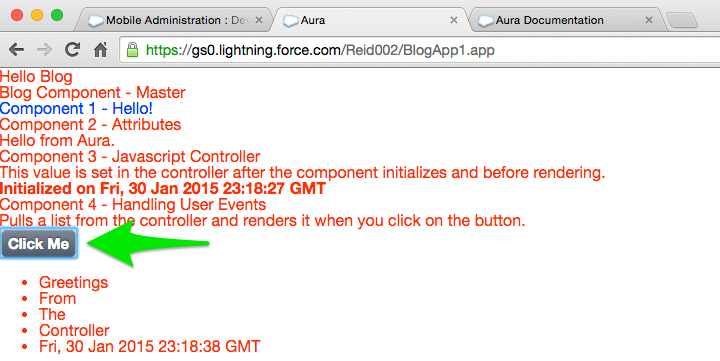 Mobile Administration : Dev
Aura
Aura Documentation
https://gs0.lightning.force.com/Reid002/BlogApp1.app
Hello Blog
Blog Component - Master
Component 1 - Hello!
Component 2 - Attributes
Hello from Aura.
Component 3 - Javascript Controller
This value is set in the controller after the component initializes and before rendering.
Initialized on Fri, 30 Jan 2015 23:18:27 GMT
Component 4 - Handling User Events
Pulls a list from the controller and renders it when you click on the button.
Click Me
• Greetings
• From
• The
• Controller
• Fri, 30 Jan 2015 23:18:38 GMT